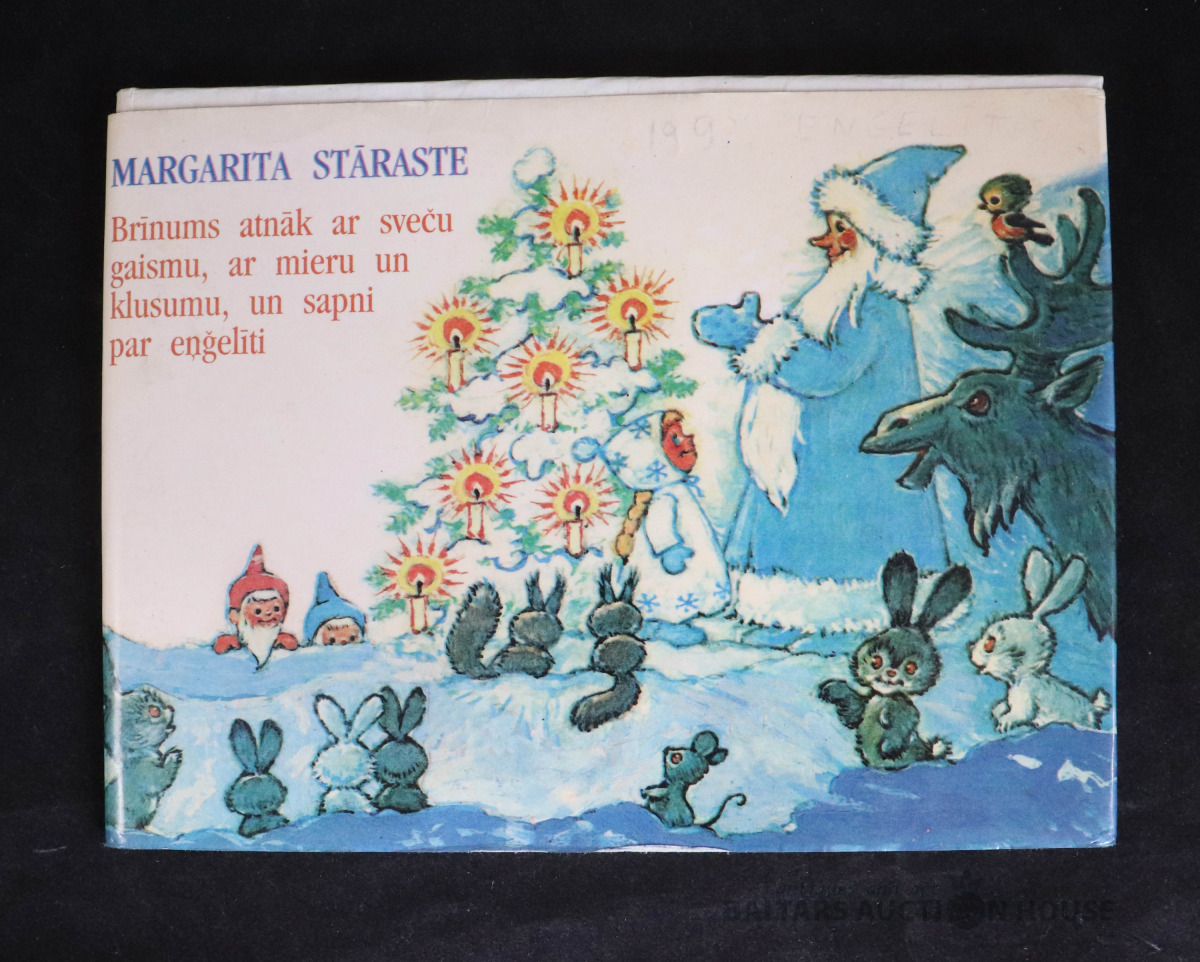 MARGARITA STĀRASTE
Brīnums atnāk ar sveču
gaismu, ar mieru un
klusumu, un sapni
par eņģelīti
BALTARS AUCTION HOUSE